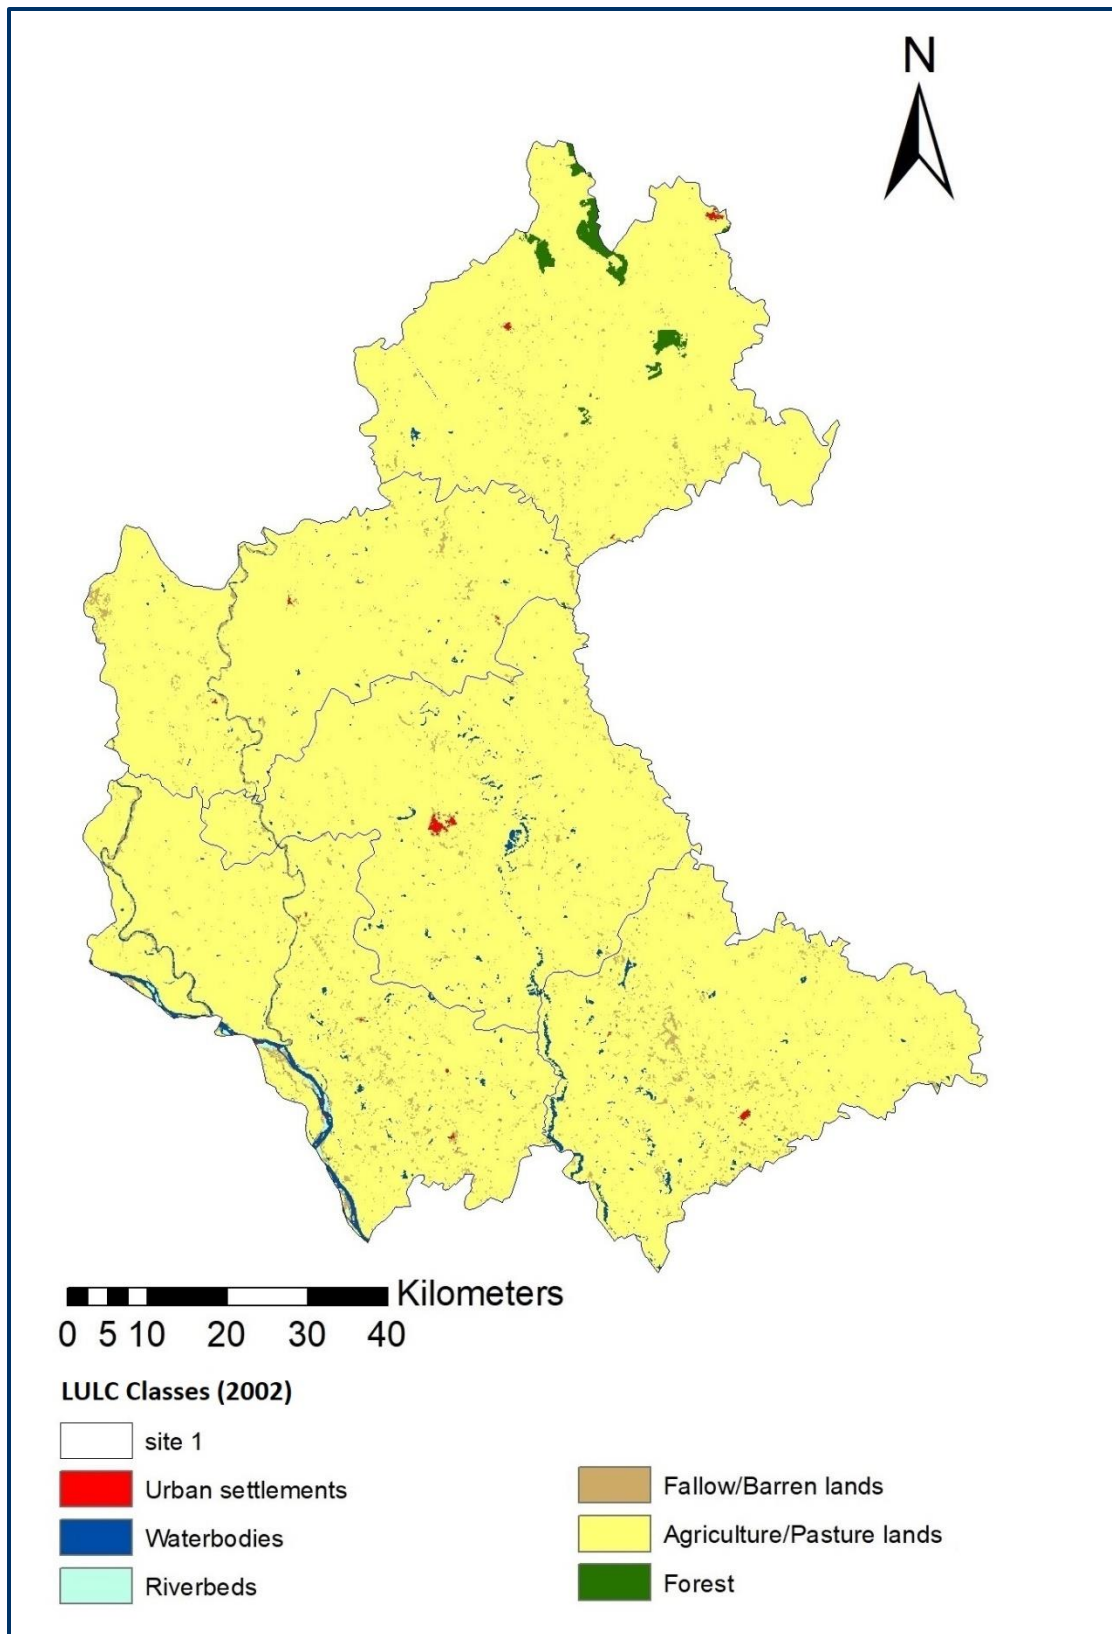 N
Kilometers
0 5 10 20 30 40
LULC Classes (2002)
site 1
Urban settlements
Waterbodies
Riverbeds
Fallow/Barren lands
Agriculture/Pasture lands
Forest